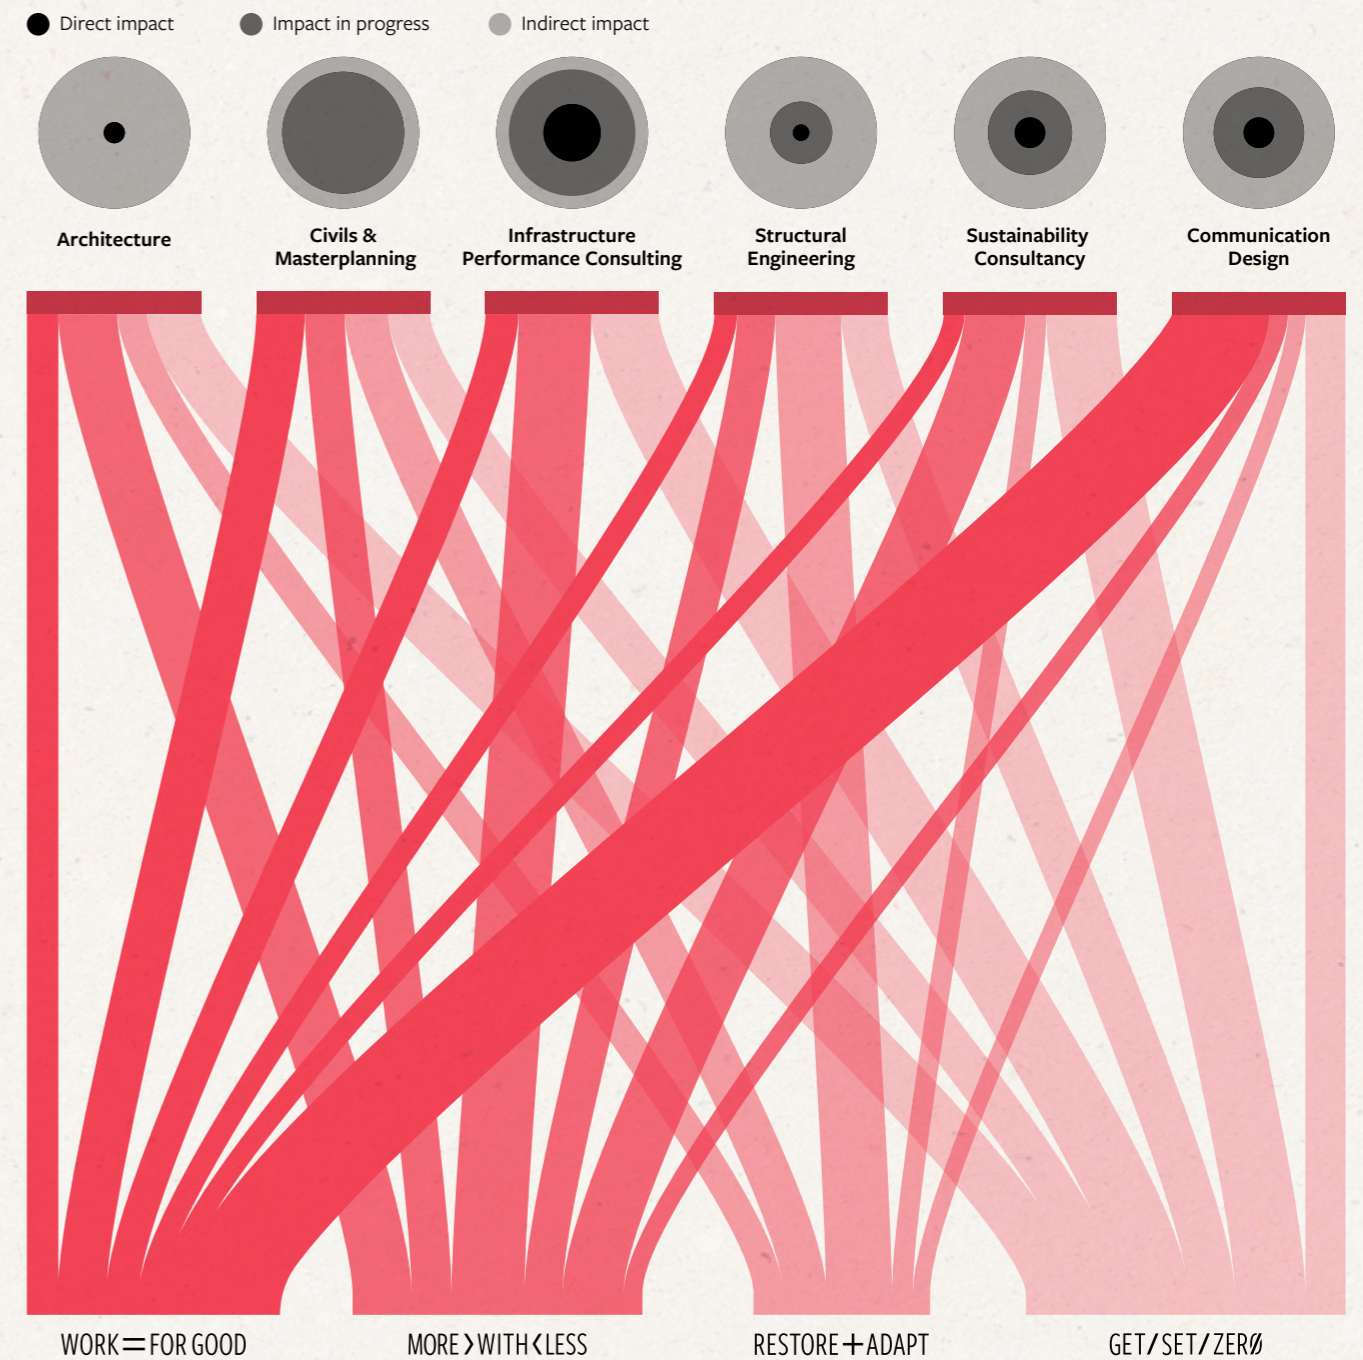 Direct impact
Impact in progress
Indirect impact
Architecture
Civils &
Masterplanning
Infrastructure
Performance Consulting
Structural
Engineering
Sustainability
Consultancy
Communication
Design
WORK=FOR GOOD
MORE>WITH<LESS
RESTORE+ADAPT
GET/SET/ZERØ